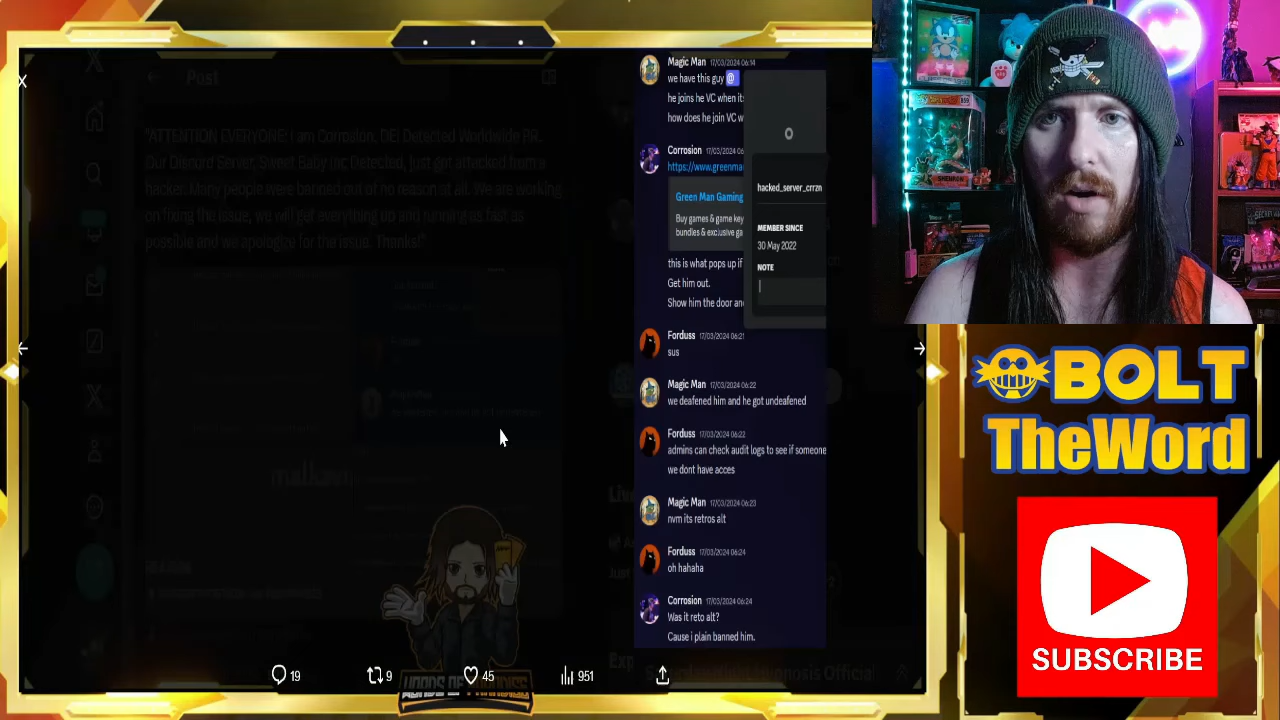 Post
"ATTENTION EVERYONE! I am Cormalon, DEI Detected Worldwide PR.
Our Discord Server, Sweet Baby Inc Detected, just got attacked from a
hacker. Many people were banned out of no reason at all. We are working
on fixing the issue, we will get everything up and running as fast as
possible and we apologize for the issue. Thanks!"
Magic Man 17/03/2024 06:14
we have this guy @
he joins he VC when its
how does he join VC w
Corrosion 17/03/2024 06
https://www.greenma
Green Man Gaming
Buy games & game key
bundles & exclusive ga
this is what pops up if
Get him out.
Show him the door and
hacked_server_crrzn
MEMBER SINCE
30 May 2022
NOTE
Forduss 17/03/2024 06:21
sus
Magic Man 17/03/2024 06:22
we deafened him and he got undeafened
Forduss 17/03/2024 06:22
admins can check audit logs to see if someone
we dont have acces
Magic Man 17/03/2024 06:23
nvm its retros alt
Forduss 17/03/2024 06:24
oh hahaha
Corrosion 17/03/2024 06:24
Was it reto alt?
Cause i plain banned him.
19
9
45
951
BOLT
TheWord
SUBSCRIBE